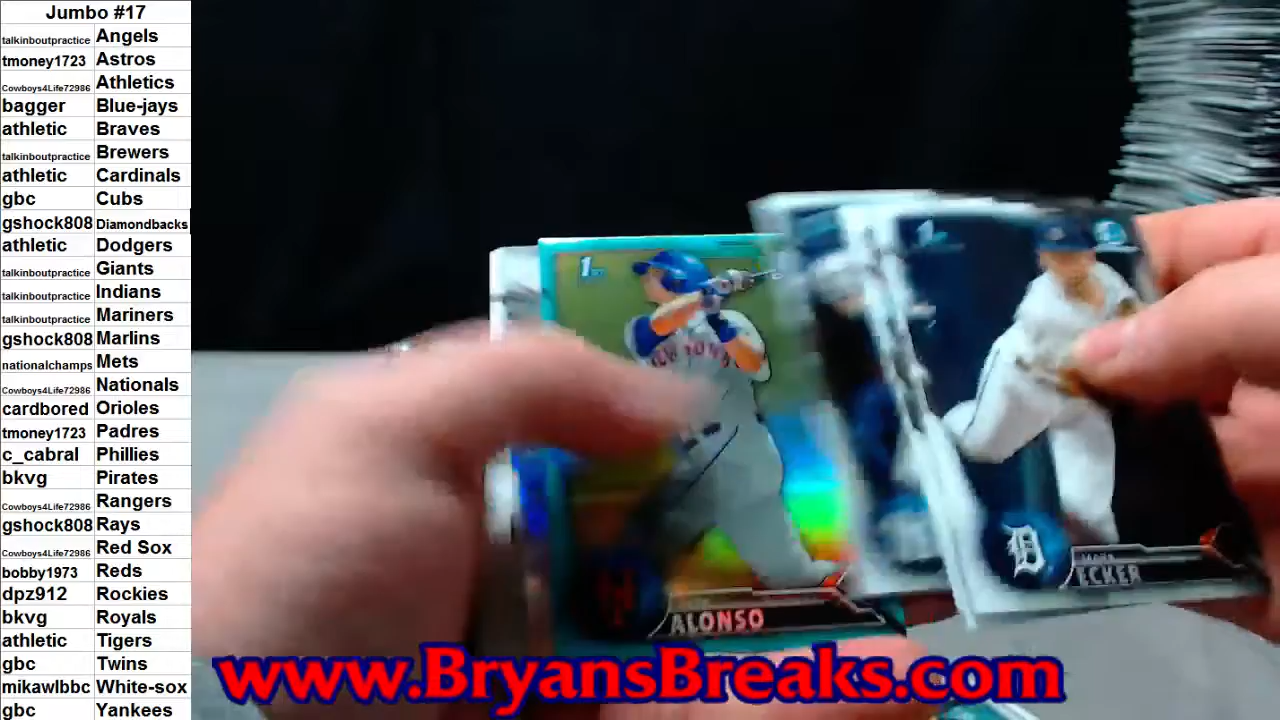 Jumbo #17
talkinboutpractice Angels
tmoney1723 Astros
Cowboys4Life72986 Athletics
bagger Blue-jays
athletic Braves
talkinboutpractice Brewers
athletic Cardinals
gbc Cubs
gshock808 Diamondbacks
athletic Dodgers
talkinboutpractice Giants
talkinboutpractice Indians
talkinboutpractice Mariners
gshock808 Marlins
nationalchamps Mets
Cowboys4Life72986 Nationals
cardbored Orioles
tmoney1723 Padres
c_cabral Phillies
bkvg Pirates
Cowboys4Life72986 Rangers
gshock808 Rays
Cowboys4Life72986 Red Sox
bobby1973 Reds
dpz912 Rockies
bkvg Royals
athletic Tigers
gbc Twins
mikawlbbc White-sox
gbc Yankees
1st
NEW YORK
ALONSO
D
ECKER
www.BryansBreaks.com